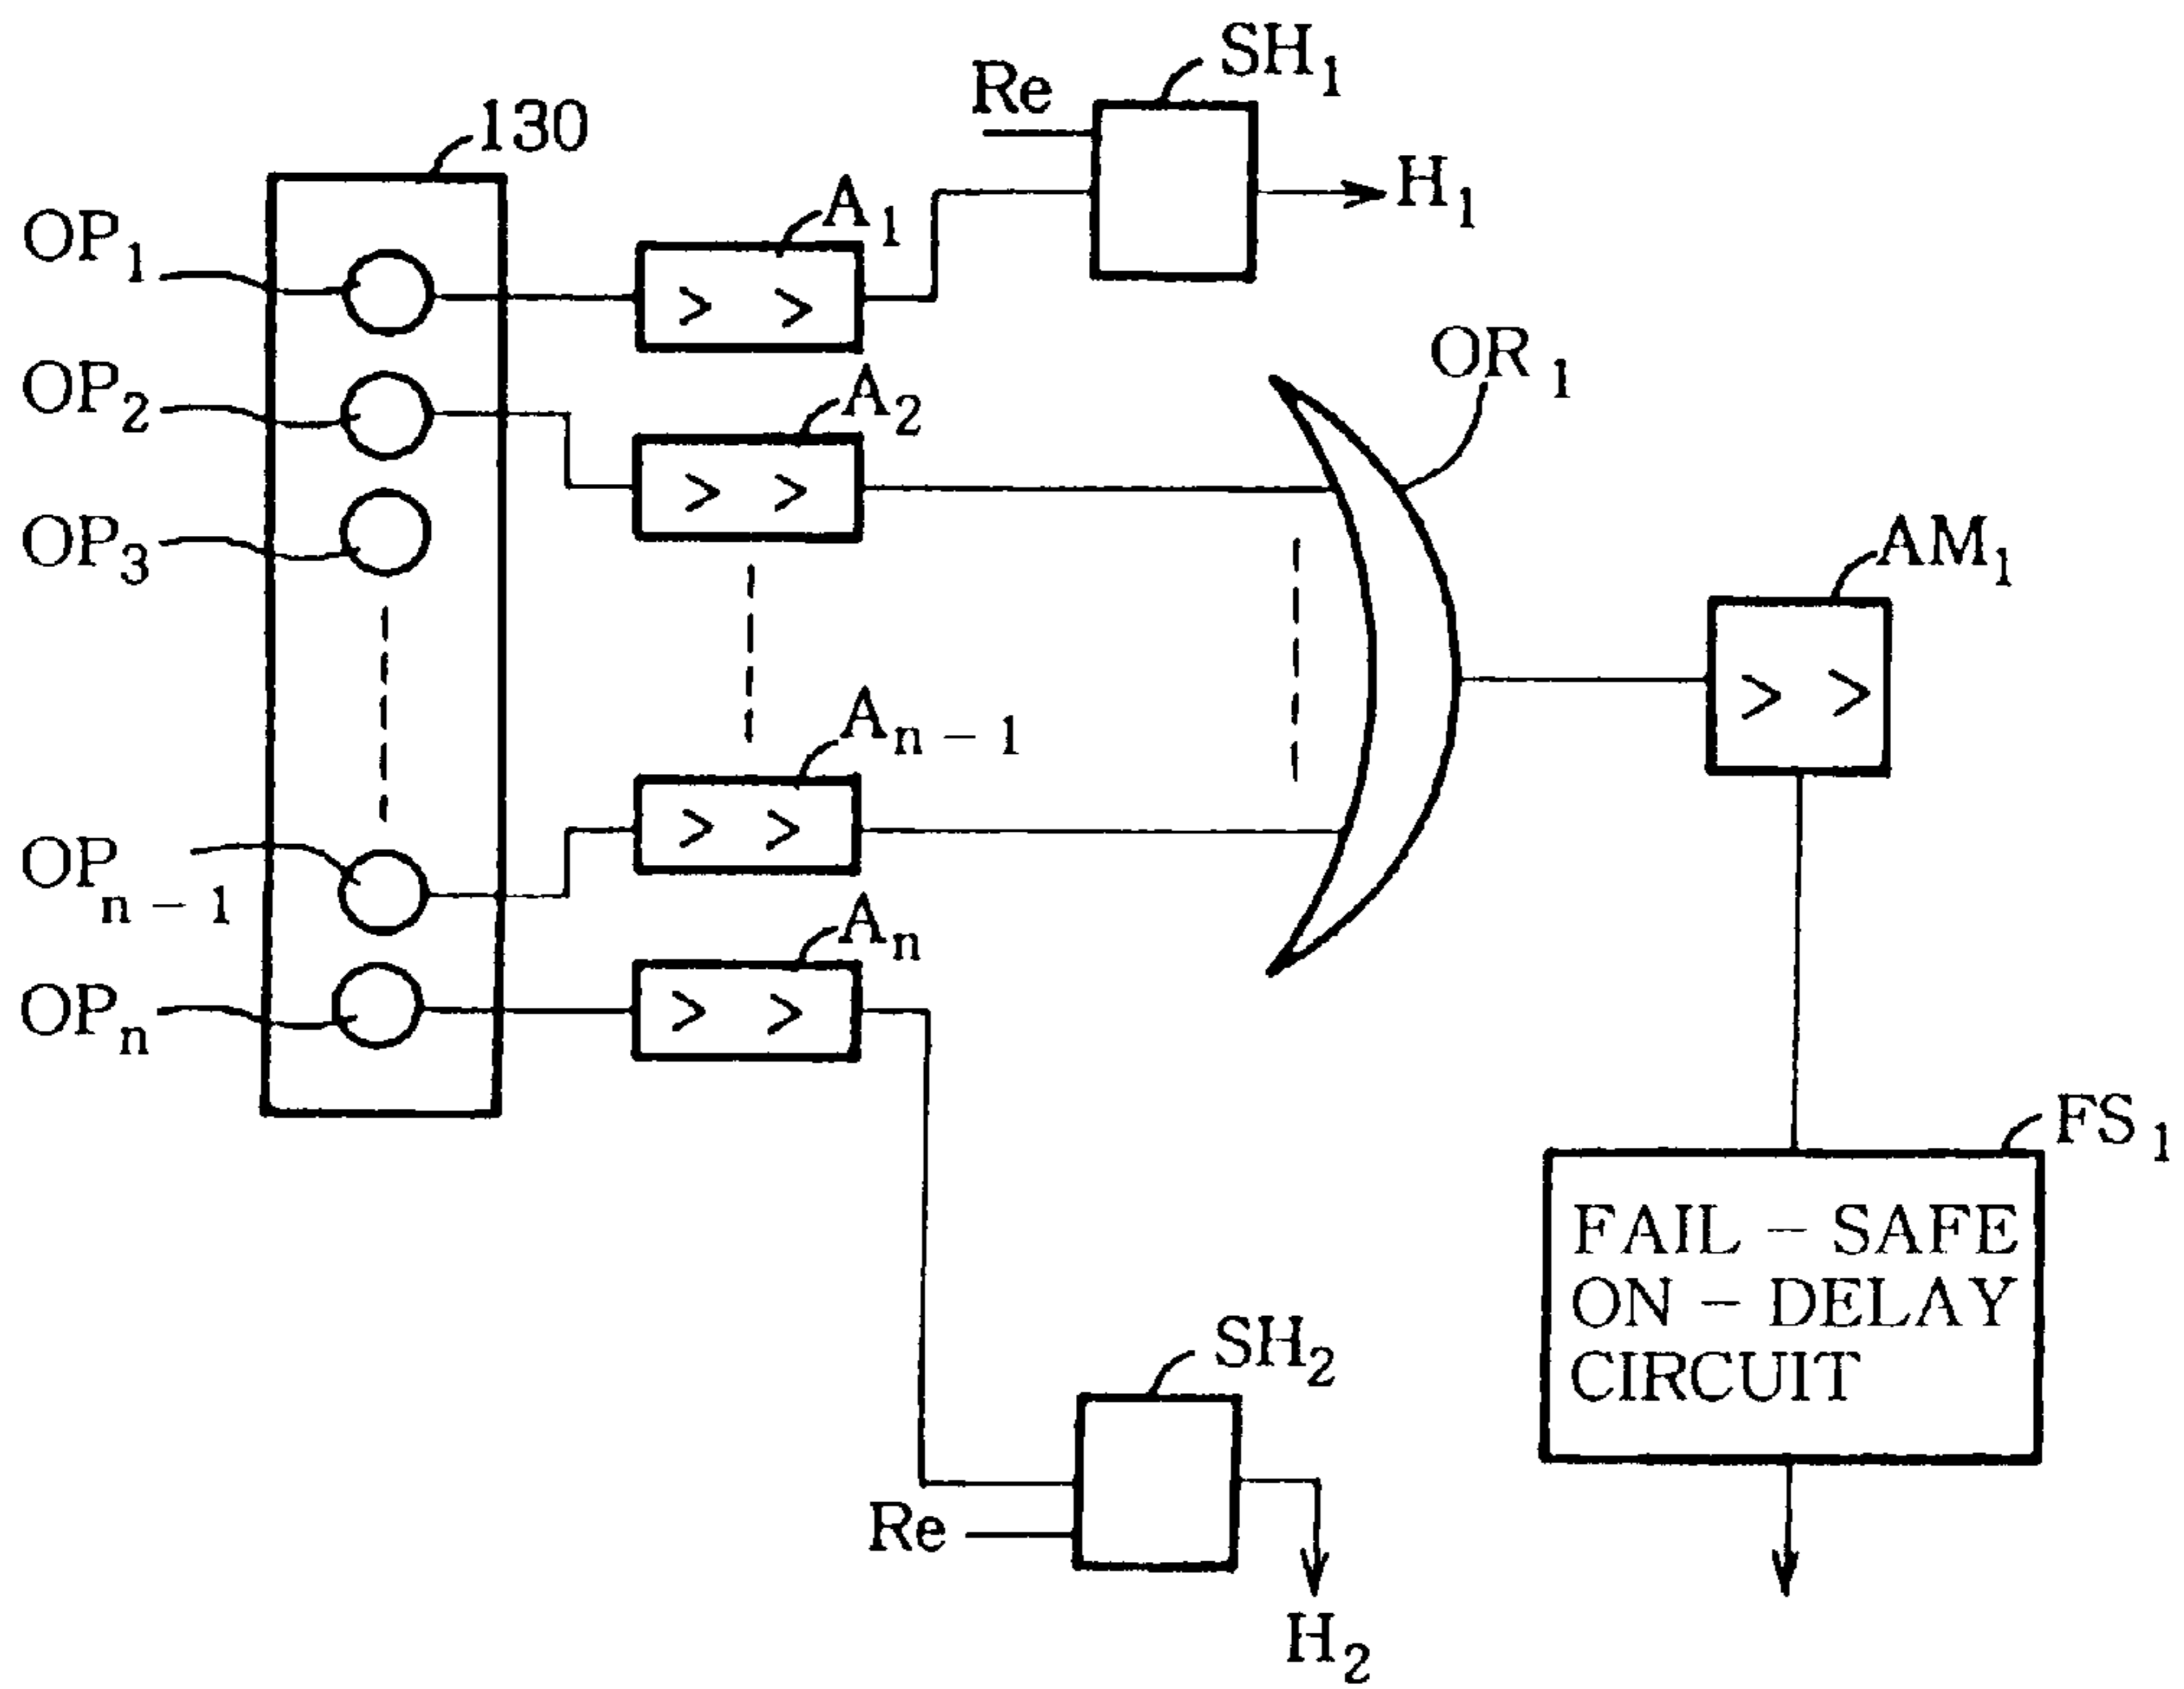 SH₁
Re
130
H₁
A₁
OP₁
> >
OR₁
OP₂
A₂
> >
OP₃
AM₁
> >
Aₙ₋₁
> >
OPₙ₋₁
Aₙ
OPₙ
> >
FS₁
FAIL – SAFE
ON – DELAY
CIRCUIT
SH₂
Re
H₂